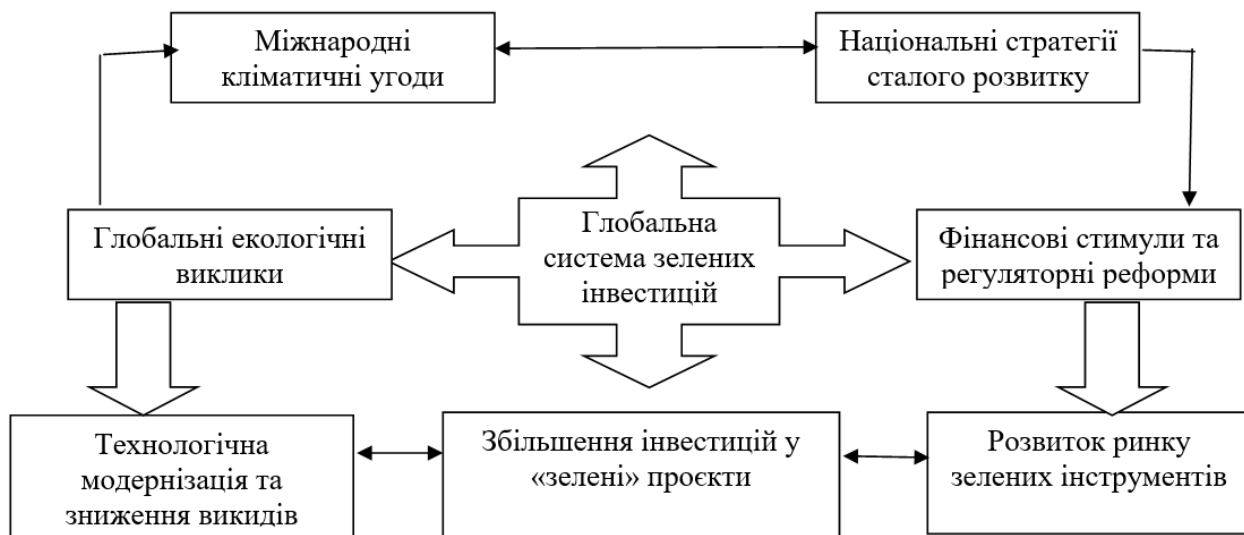 Міжнародні
кліматичні угоди
Національні стратегії
сталого розвитку
Глобальні екологічні
виклики
Глобальна
система зелених
інвестицій
Фінансові стимули та
регуляторні реформи
Технологічна
модернізація та
зниження викидів
Збільшення інвестицій у
«зелені» проєкти
Розвиток ринку
зелених інструментів